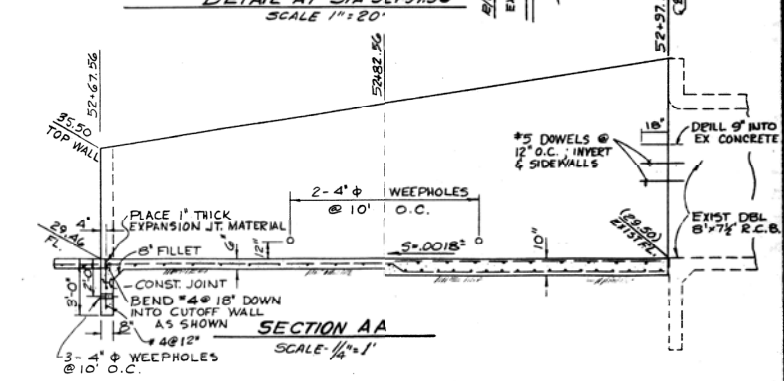 SCALE 1"=20'
52+67.56
52+82.56
52+97.
35.50
TOP WALL
18"
DRILL 9" INTO
EX CONCRETE.
#5 DOWELS @
12" O.C.; INVERT
& SIDEWALLS
2-4" Φ WEEPHOLES
@ 10' O.C.
4"
PLACE 1" THICK
EXPANSION JT. MATERIAL
29.46
FL.
8" FILLET
6"
12"
S=.0018±
10"
(29.50)
EXIST FL.
EXIST DBL
8'x7½' R.C.B.
CONST. JOINT
2'-0"
3'-0"
BEND #4 @ 18" DOWN
INTO CUTOFF WALL
AS SHOWN
8"
#4@12"
3-4" Φ WEEPHOLES
@ 10' O.C.
SECTION AA
SCALE-¼"=1'